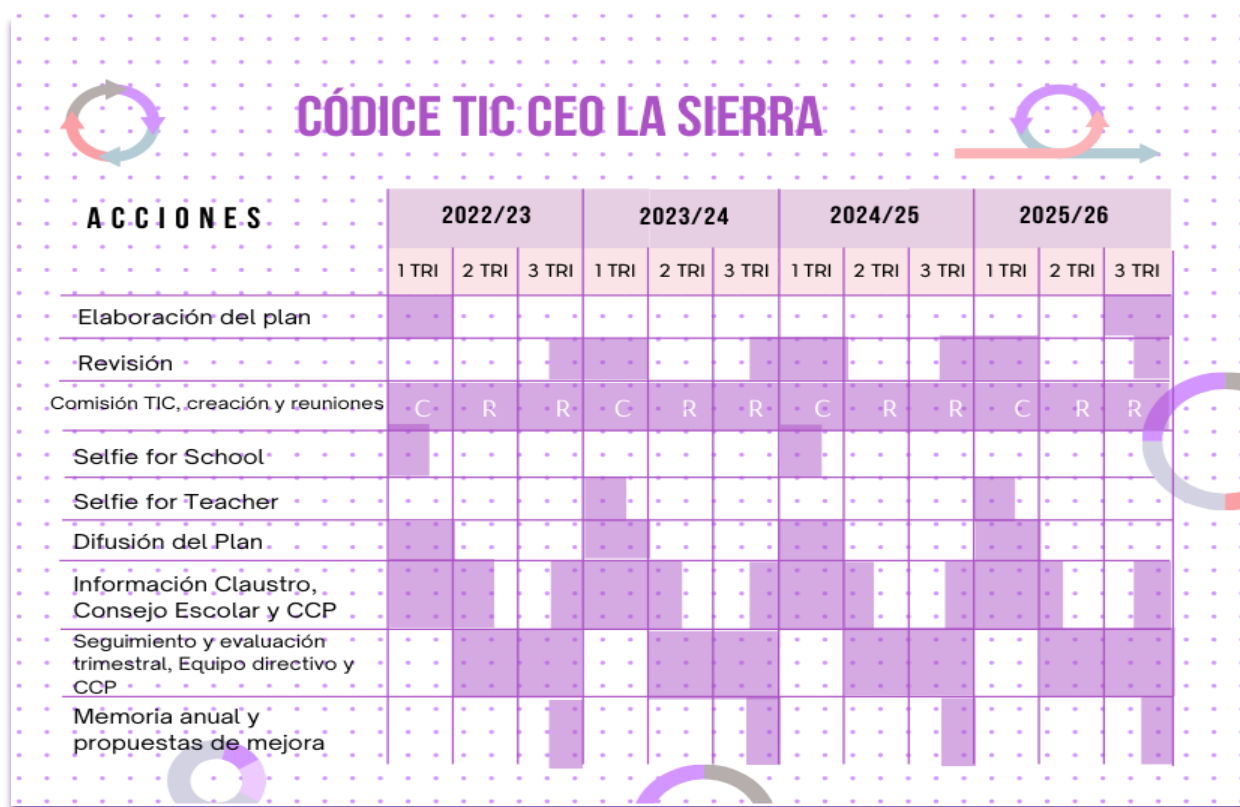 CÓDICE TIC CEO LA SIERRA
ACCIONES
2022/23 2023/24 2024/25 2025/26
1 TRI 2 TRI 3 TRI 1 TRI 2 TRI 3 TRI 1 TRI 2 TRI 3 TRI 1 TRI 2 TRI 3 TRI
Elaboración del plan
Revisión
Comisión TIC, creación y reuniones C R R C R R C R R C R R
Selfie for School
Selfie for Teacher
Difusión del Plan
Información Claustro,
Consejo Escolar y CCP
Seguimiento y evaluación
trimestral, Equipo directivo y
CCP
Memoria anual y
propuestas de mejora